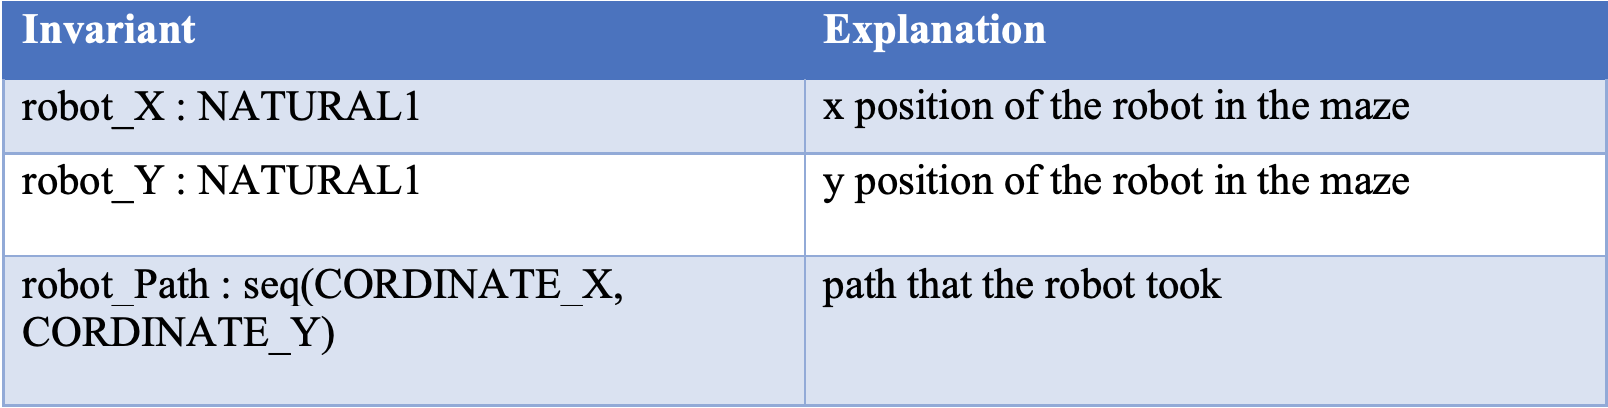 Invariant
Explanation
robot_X : NATURAL1
x position of the robot in the maze
robot_Y : NATURAL1
y position of the robot in the maze
robot_Path : seq(CORDINATE_X,
CORDINATE_Y)
path that the robot took